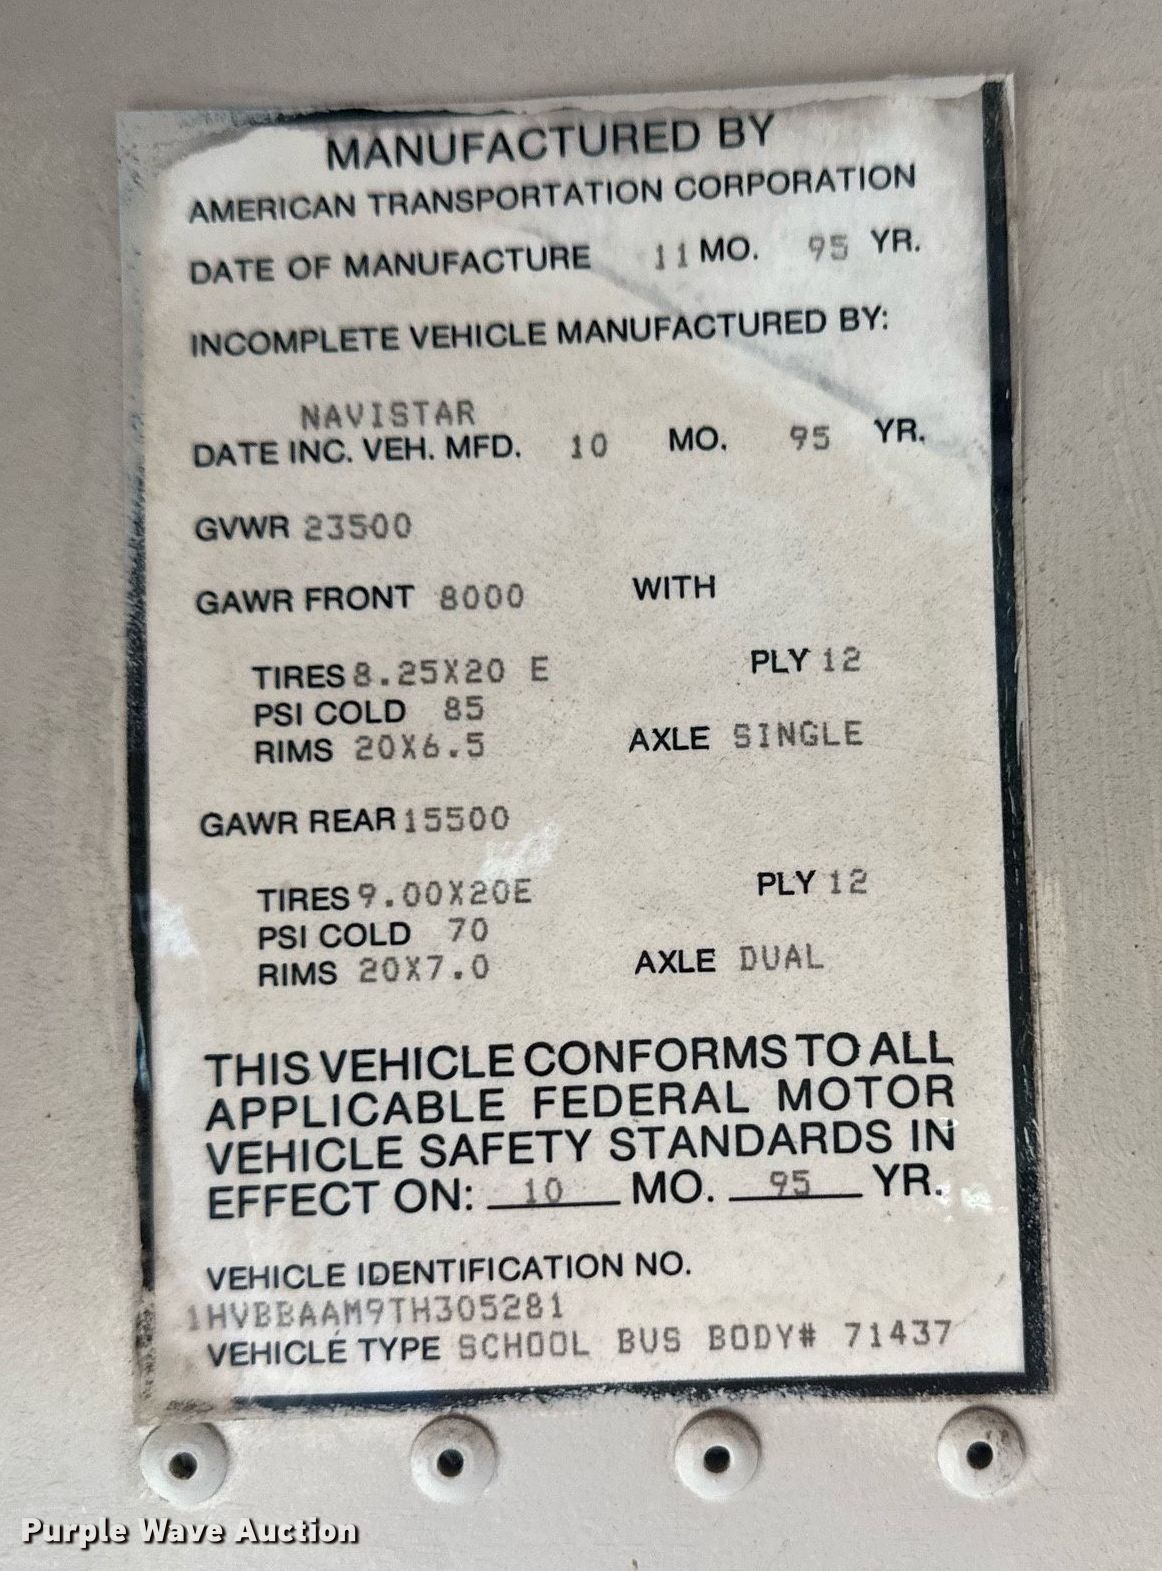 MANUFACTURED BY
AMERICAN TRANSPORTATION CORPORATION
DATE OF MANUFACTURE 11 MO. 95 YR.
INCOMPLETE VEHICLE MANUFACTURED BY:
NAVISTAR
DATE INC. VEH. MFD. 10 MO. 95 YR.
GVWR 23500
GAWR FRONT 8000 WITH
TIRES 8.25X20 E PLY 12
PSI COLD 85
RIMS 20X6.5 AXLE SINGLE
GAWR REAR 15500
TIRES 9.00X20E PLY 12
PSI COLD 70
RIMS 20X7.0 AXLE DUAL
THIS VEHICLE CONFORMS TO ALL
APPLICABLE FEDERAL MOTOR
VEHICLE SAFETY STANDARDS IN
EFFECT ON: 10 MO. 95 YR.
VEHICLE IDENTIFICATION NO.
1HVBBAAM9TH305281
VEHICLE TYPE SCHOOL BUS BODY# 71437
Purple Wave Auction